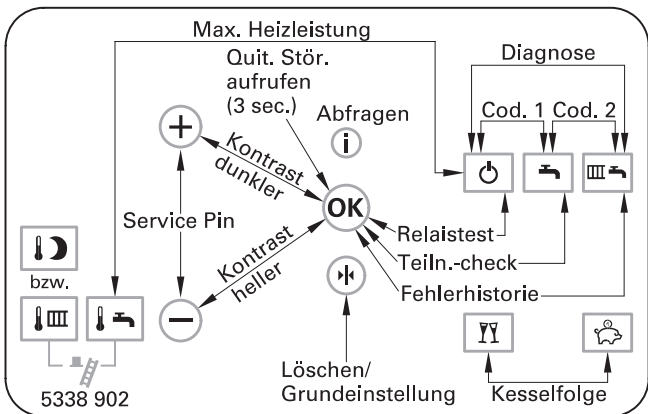 Max. Heizleistung
Quit. Stör.
aufrufen
(3 sec.)
Diagnose
Abfragen
i
Cod. 1
Cod. 2
+
Kontrast
dunkler
OK
Service Pin
Kontrast
heller
Relaistest
Teiln.-check
Fehlerhistorie
bzw.
−
Löschen/
Grundeinstellung
Kesselfolge
5338 902